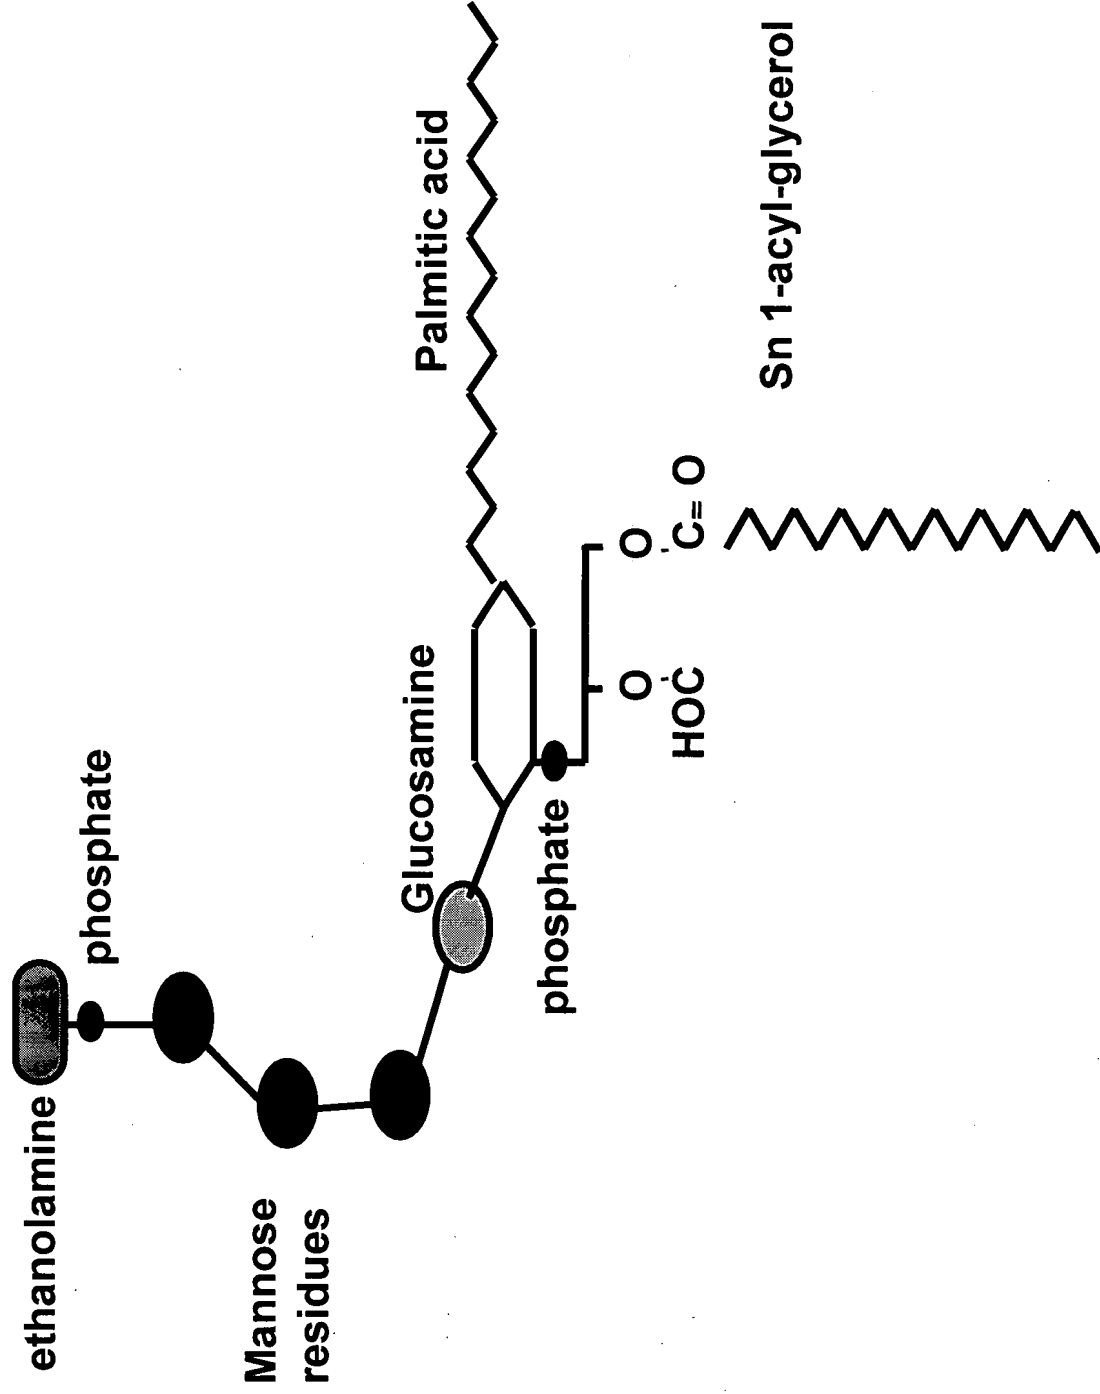 ethanolamine
phosphate
Mannose
residues
Glucosamine
Palmitic acid
phosphate
O
O
HOC
C=O
Sn 1-acyl-glycerol